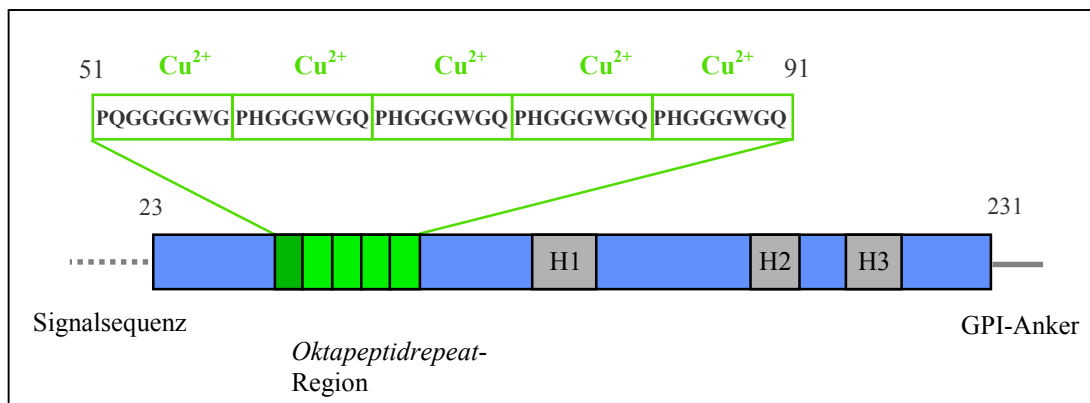 51 Cu²⁺ Cu²⁺ Cu²⁺ Cu²⁺ Cu²⁺ 91
PQGGGGWG PHGGGWGQ PHGGGWGQ PHGGGWGQ PHGGGWGQ
23 231
H1 H2 H3
Signalsequenz GPI-Anker
Oktapeptidrepeat-
Region